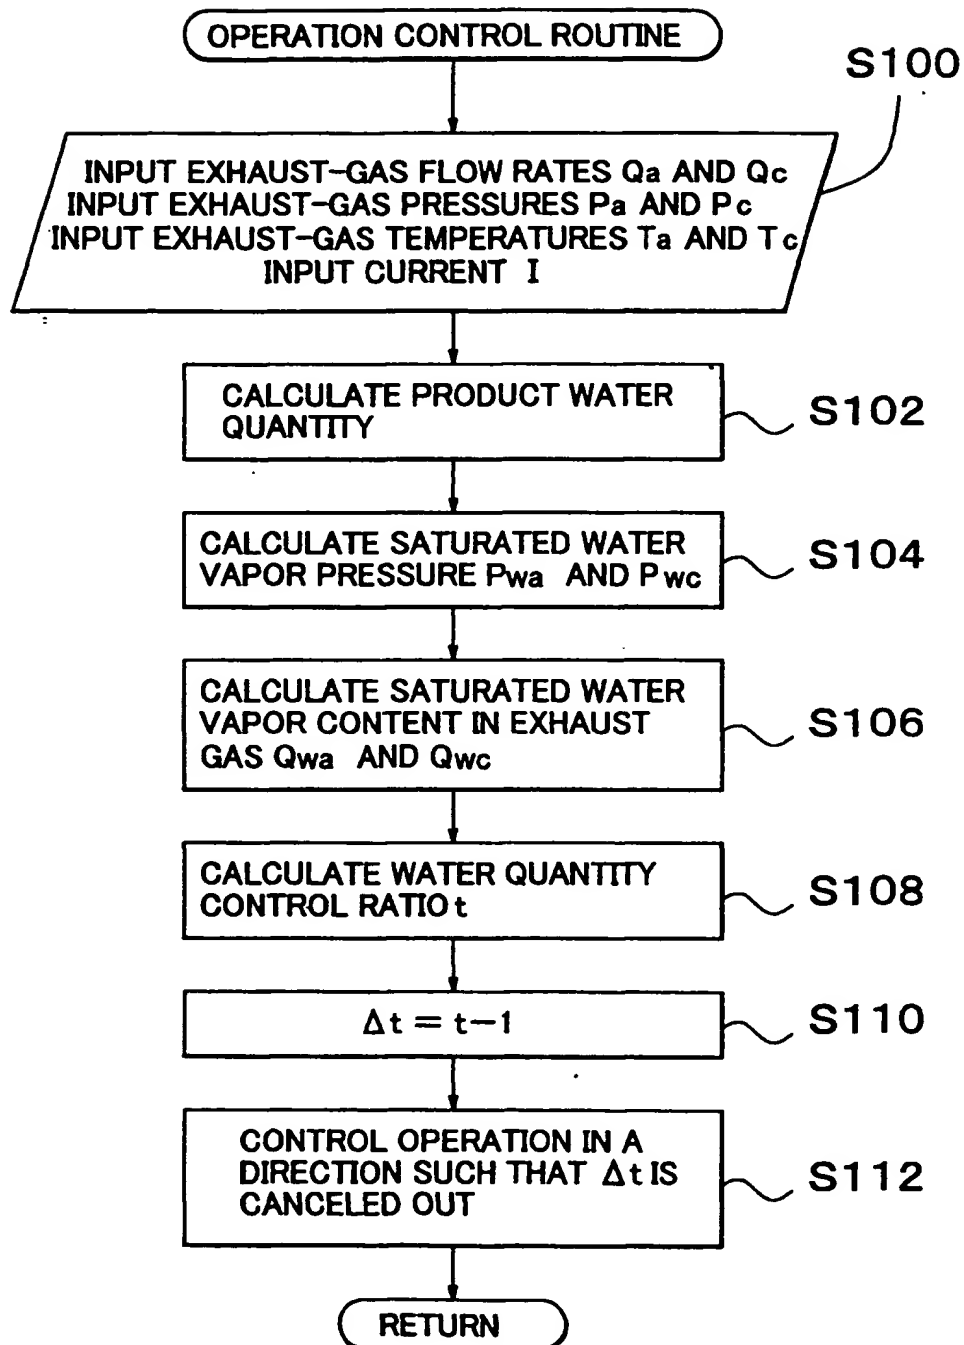 OPERATION CONTROL ROUTINE
S100
INPUT EXHAUST-GAS FLOW RATES Qa AND Qc
INPUT EXHAUST-GAS PRESSURES Pa AND Pc
INPUT EXHAUST-GAS TEMPERATURES Ta AND Tc
INPUT CURRENT I
CALCULATE PRODUCT WATER
QUANTITY
S102
CALCULATE SATURATED WATER
VAPOR PRESSURE Pwa AND Pwc
S104
CALCULATE SATURATED WATER
VAPOR CONTENT IN EXHAUST
GAS Qwa AND Qwc
S106
CALCULATE WATER QUANTITY
CONTROL RATIO t
S108
Δt = t-1
S110
CONTROL OPERATION IN A
DIRECTION SUCH THAT Δt IS
CANCELED OUT
S112
RETURN